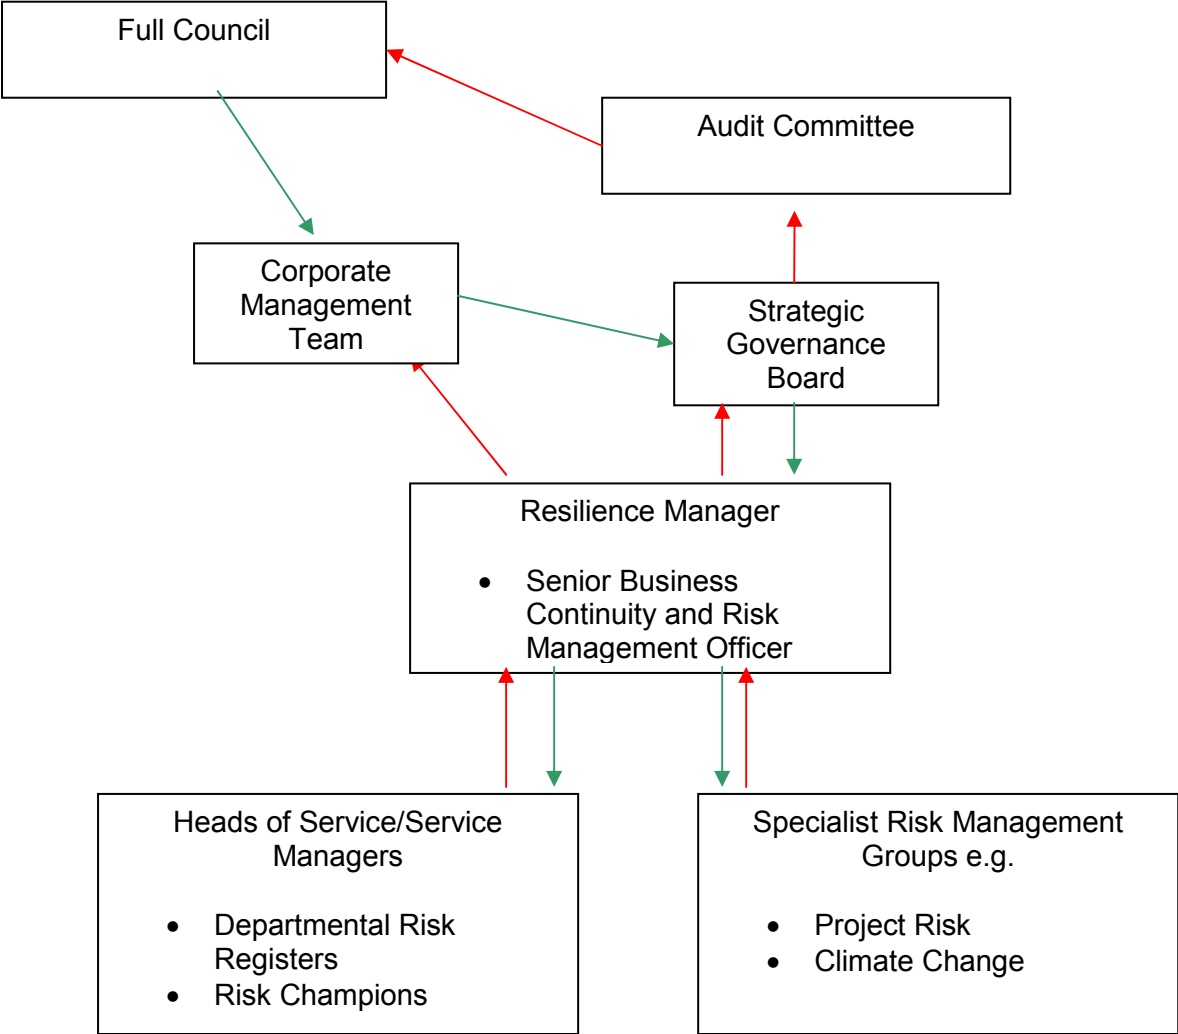 Full Council
Audit Committee
Corporate
Management
Team
Strategic
Governance
Board
Resilience Manager
• Senior Business
Continuity and Risk
Management Officer
Heads of Service/Service
Managers
• Departmental Risk
Registers
• Risk Champions
Specialist Risk Management
Groups e.g.
• Project Risk
• Climate Change